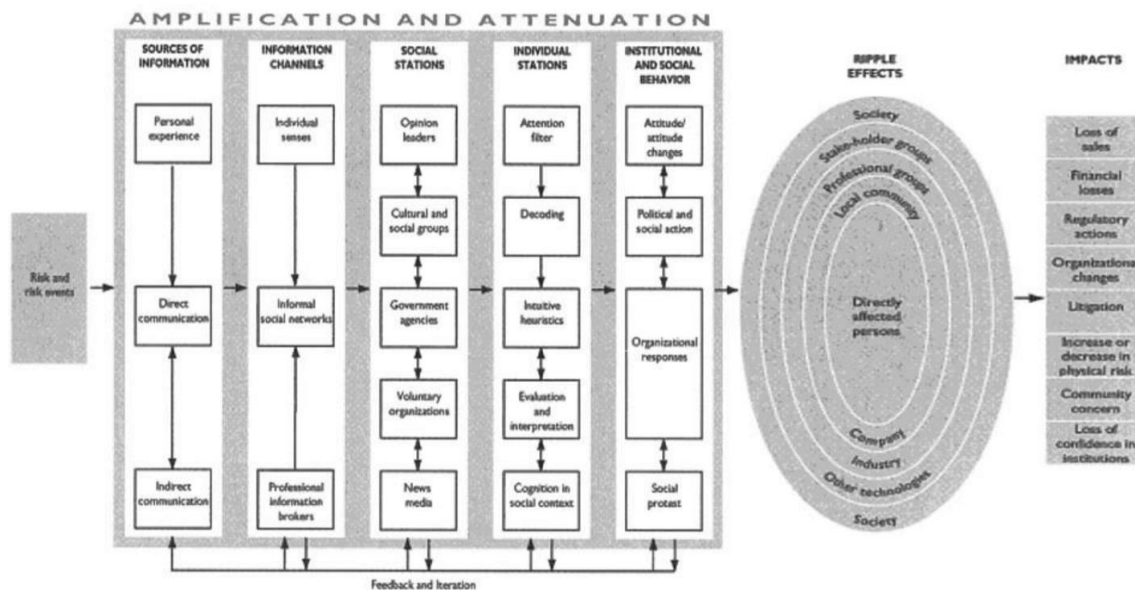 AMPLIFICATION AND ATTENUATION
SOURCES OF
INFORMATION
Personal
experience
Direct
communication
Indirect
communication
INFORMATION
CHANNELS
Individual
senses
Informal
social networks
Professional
information
brokers
SOCIAL
STATIONS
Opinion
leaders
Cultural and
social groups
Government
agencies
Voluntary
organizations
News
media
INDIVIDUAL
STATIONS
Attention
filter
Decoding
Intuitive
heuristics
Evaluation and
interpretation
Cognition in
social context
INSTITUTIONAL
AND SOCIAL
BEHAVIOR
Attitude/
attitude
changes
Political and
social action
Organizational
responses
Social
protest
Risk and
risk events
Feedback and Iteration
RIPPLE
EFFECTS
Society
Stake-holder groups
Professional groups
Local community
Directly
affected
persons
Company
Industry
Other technologies
Society
IMPACTS
Loss of
sales
Financial
losses
Regulatory
actions
Organizational
changes
Litigation
Increase or
decrease in
physical risk
Community
concern
Loss of
confidence in
institutions